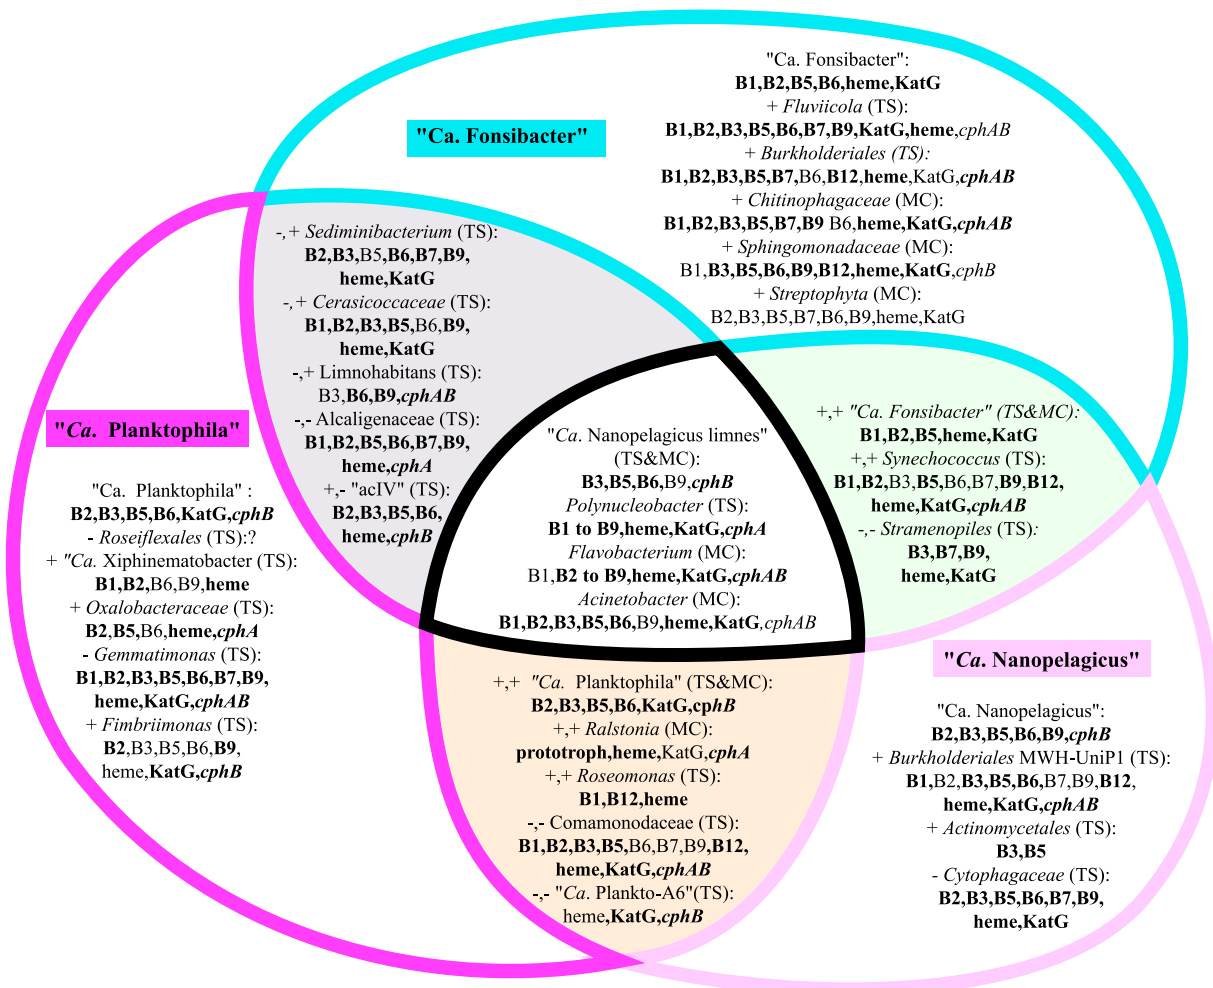 "Ca. Fonsibacter"
"Ca. Fonsibacter":
B1,B2,B5,B6,heme,KatG
+ Fluviicola (TS):
B1,B2,B3,B5,B6,B7,B9,KatG,heme,cphAB
+ Burkholderiales (TS):
B1,B2,B3,B5,B7,B6,B12,heme,KatG,cphAB
+ Chitinophagaceae (MC):
B1,B2,B3,B5,B7,B9 B6,heme,KatG,cphAB
+ Sphingomonadaceae (MC):
B1,B3,B5,B6,B9,B12,heme,KatG,cphB
+ Streptophyta (MC):
B2,B3,B5,B7,B6,B9,heme,KatG
-,+ Sediminibacterium (TS):
B2,B3,B5,B6,B7,B9,
heme,KatG
-,+ Cerasicoccaceae (TS):
B1,B2,B3,B5,B6,B9,
heme,KatG
-,+ Limnohabitans (TS):
B3,B6,B9,cphAB
-,- Alcaligenaceae (TS):
B1,B2,B5,B6,B7,B9,
heme,cphA
+,- "acIV" (TS):
B2,B3,B5,B6,
heme,cphB
"Ca. Planktophila"
"Ca. Planktophila" :
B2,B3,B5,B6,KatG,cphB
- Roseiflexales (TS):?
+ "Ca. Xiphinematobacter (TS):
B1,B2,B6,B9,heme
+ Oxalobacteraceae (TS):
B2,B5,B6,heme,cphA
- Gemmatimonas (TS):
B1,B2,B3,B5,B6,B7,B9,
heme,KatG,cphAB
+ Fimbriimonas (TS):
B2,B3,B5,B6,B9,
heme,KatG,cphB
"Ca. Nanopelagicus limnes"
(TS&MC):
B3,B5,B6,B9,cphB
Polynucleobacter (TS):
B1 to B9,heme,KatG,cphA
Flavobacterium (MC):
B1,B2 to B9,heme,KatG,cphAB
Acinetobacter (MC):
B1,B2,B3,B5,B6,B9,heme,KatG,cphAB
+,+ "Ca. Fonsibacter" (TS&MC):
B1,B2,B5,heme,KatG
+,+ Synechococcus (TS):
B1,B2,B3,B5,B6,B7,B9,B12,
heme,KatG,cphAB
-,- Stramenopiles (TS):
B3,B7,B9,
heme,KatG
+,+ "Ca. Planktophila" (TS&MC):
B2,B3,B5,B6,KatG,cphB
+,+ Ralstonia (MC):
prototroph,heme,KatG,cphA
+,+ Roseomonas (TS):
B1,B12,heme
-,- Comamonodaceae (TS):
B1,B2,B3,B5,B6,B7,B9,B12,
heme,KatG,cphAB
-,- "Ca. Plankto-A6"(TS):
heme,KatG,cphB
"Ca. Nanopelagicus"
"Ca. Nanopelagicus":
B2,B3,B5,B6,B9,cphB
+ Burkholderiales MWH-UniP1 (TS):
B1,B2,B3,B5,B6,B7,B9,B12,
heme,KatG,cphAB
+ Actinomycetales (TS):
B3,B5
- Cytophagaceae (TS):
B2,B3,B5,B6,B7,B9,
heme,KatG